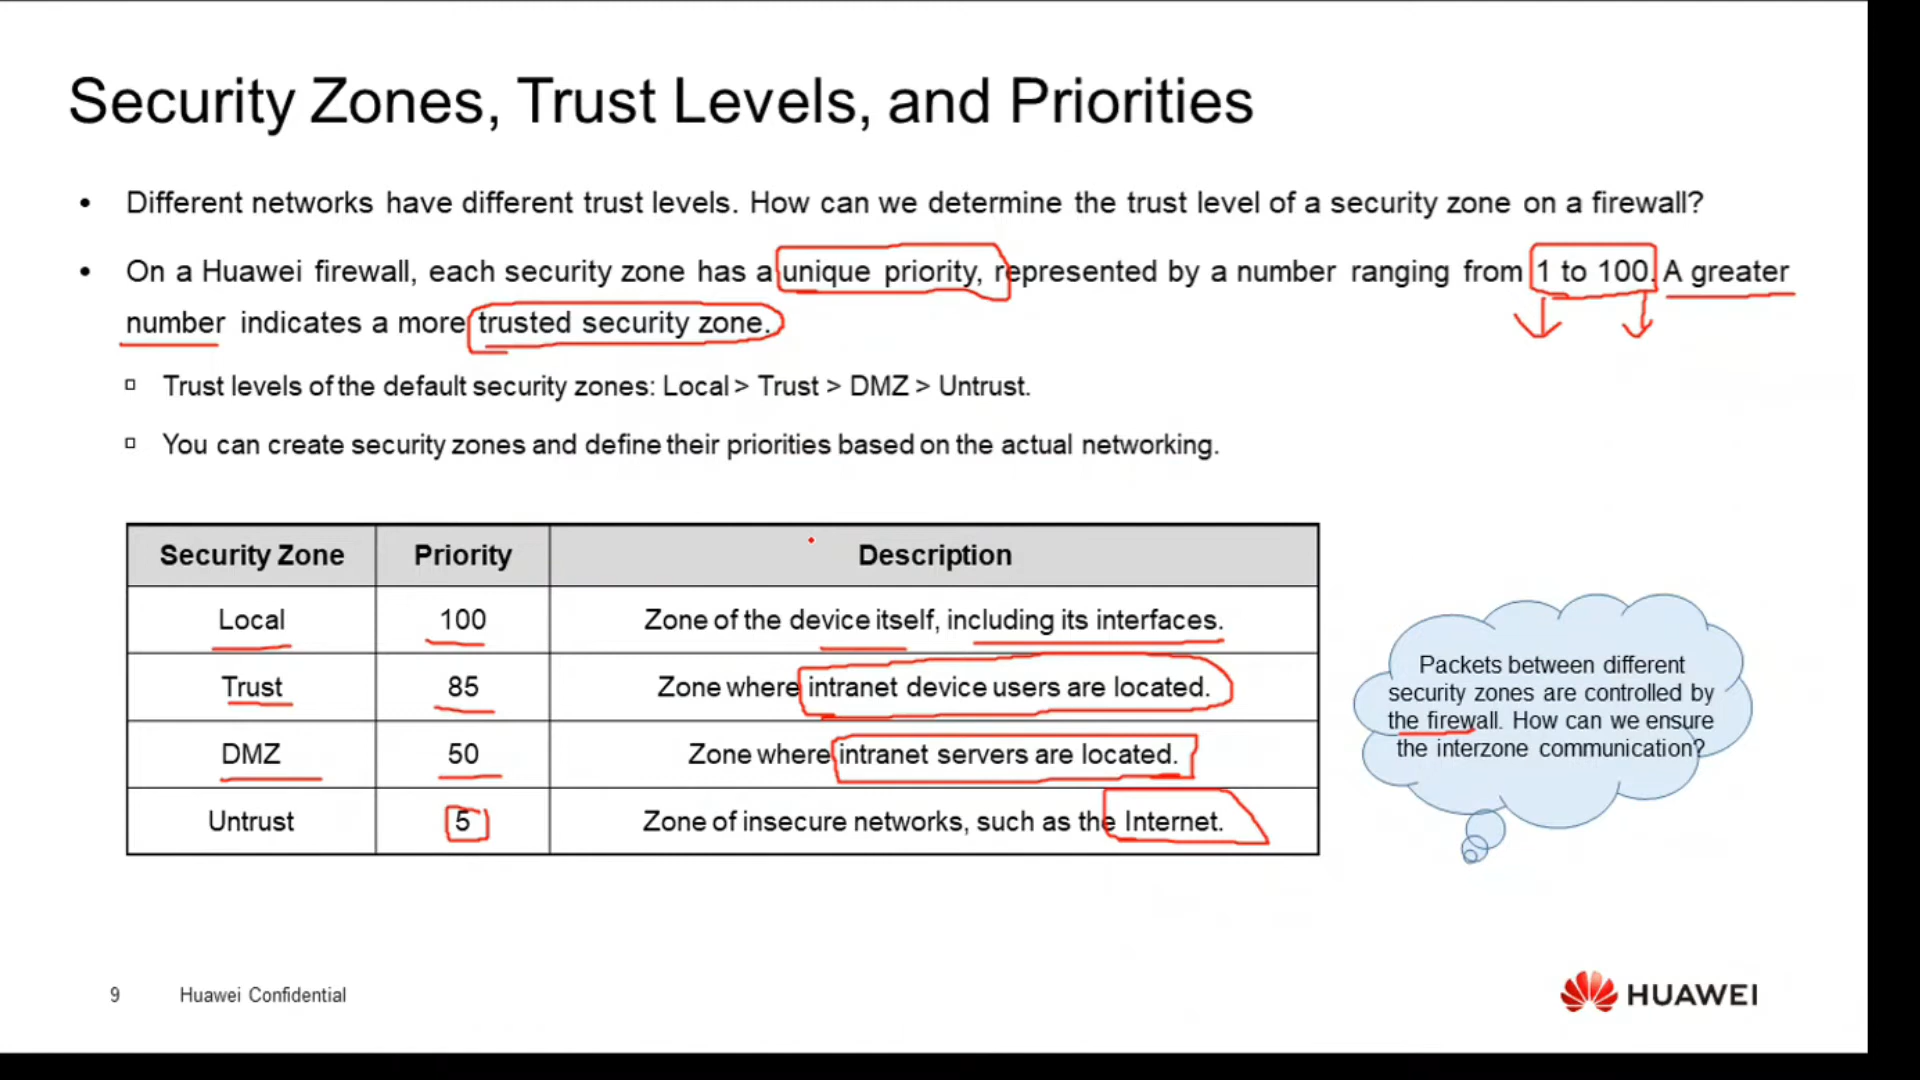 Security Zones, Trust Levels, and Priorities
• Different networks have different trust levels. How can we determine the trust level of a security zone on a firewall?
• On a Huawei firewall, each security zone has a unique priority, represented by a number ranging from 1 to 100. A greater
number indicates a more trusted security zone.
▫ Trust levels of the default security zones: Local > Trust > DMZ > Untrust.
▫ You can create security zones and define their priorities based on the actual networking.
Security Zone Priority Description
Local 100 Zone of the device itself, including its interfaces.
Trust 85 Zone where intranet device users are located.
DMZ 50 Zone where intranet servers are located.
Untrust 5 Zone of insecure networks, such as the Internet.
Packets between different
security zones are controlled by
the firewall. How can we ensure
the interzone communication?
9 Huawei Confidential
HUAWEI